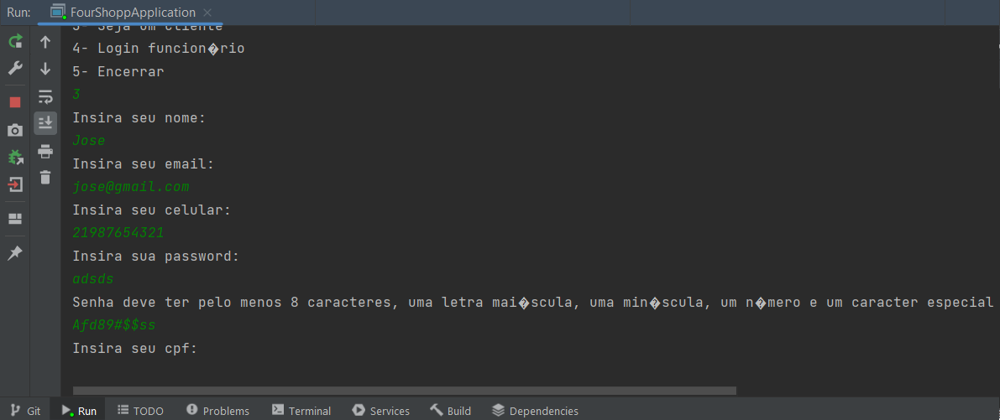 Run: FourShoppApplication
3- Seja um cliente
4- Login funcion�rio
5- Encerrar
3
Insira seu nome:
Jose
Insira seu email:
jose@gmail.com
Insira seu celular:
21987654321
Insira sua password:
adsds
Senha deve ter pelo menos 8 caracteres, uma letra mai�scula, uma min�scula, um n�mero e um caracter especial
Afd89#$$ss
Insira seu cpf:
Git Run TODO Problems Terminal Services Build Dependencies